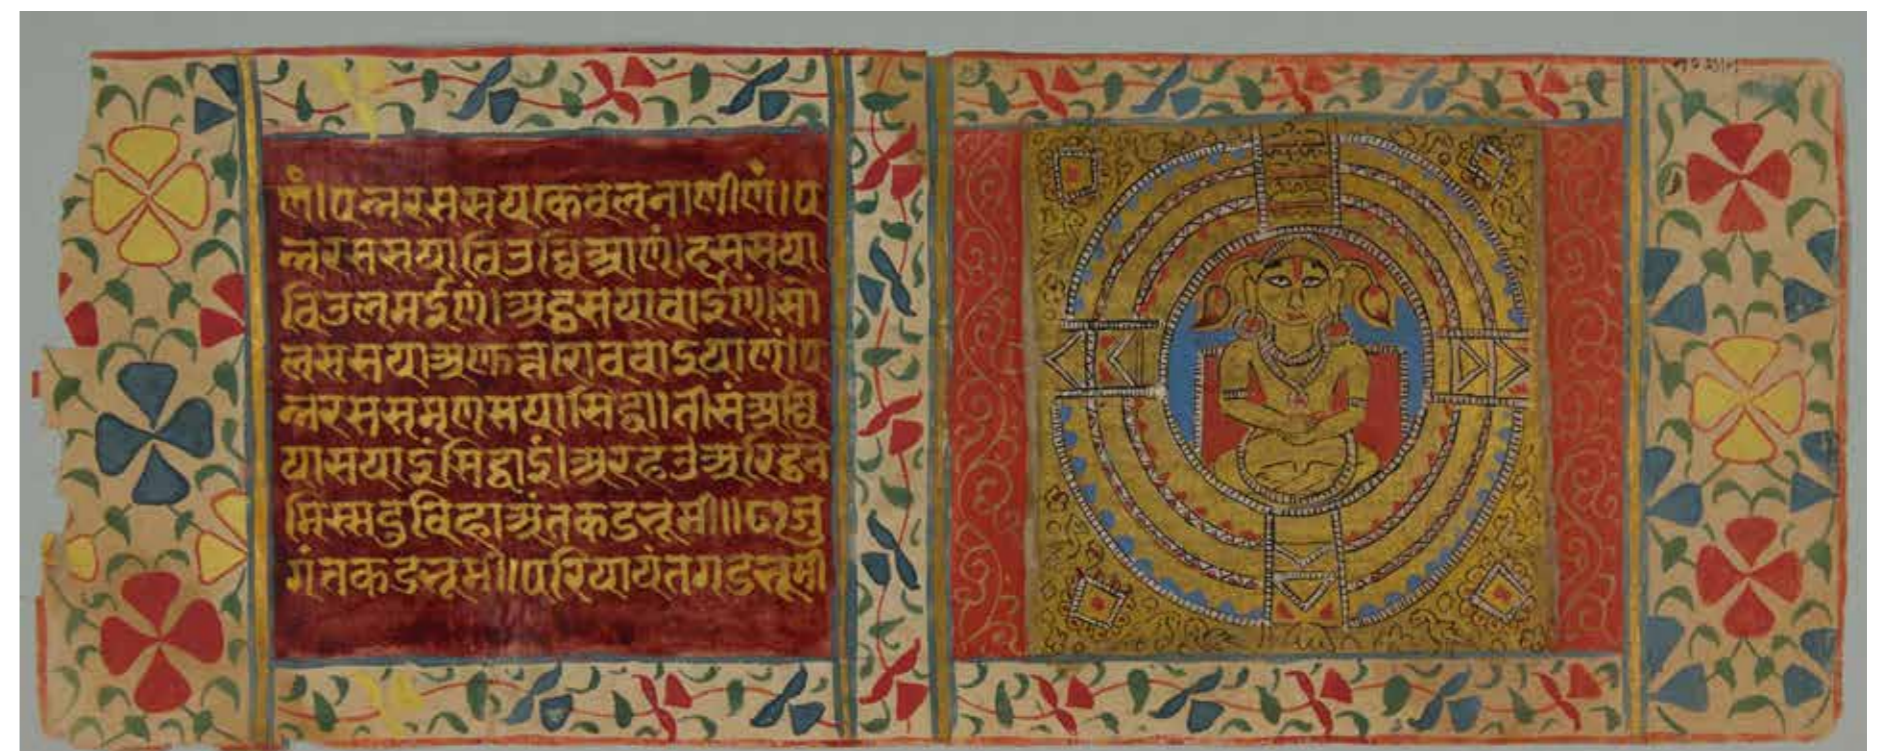 णं। पन्नरससया केवलनाणीणं। प
न्नरससया विउव्विआणं। दससया
विउलमईणं। अट्ठसया वाईणं। सो
लससया अणुत्तरोववाइयाणं। प
न्नरससमणसया सिद्धा। तीसं अज्जि
यासयाइं सिद्धाइं। अरहउ अरिट्ठने
मिस्स दुविहा अंतकडभूमी॥ जु
गंतकडभूमी। परियायंतगडभूमी